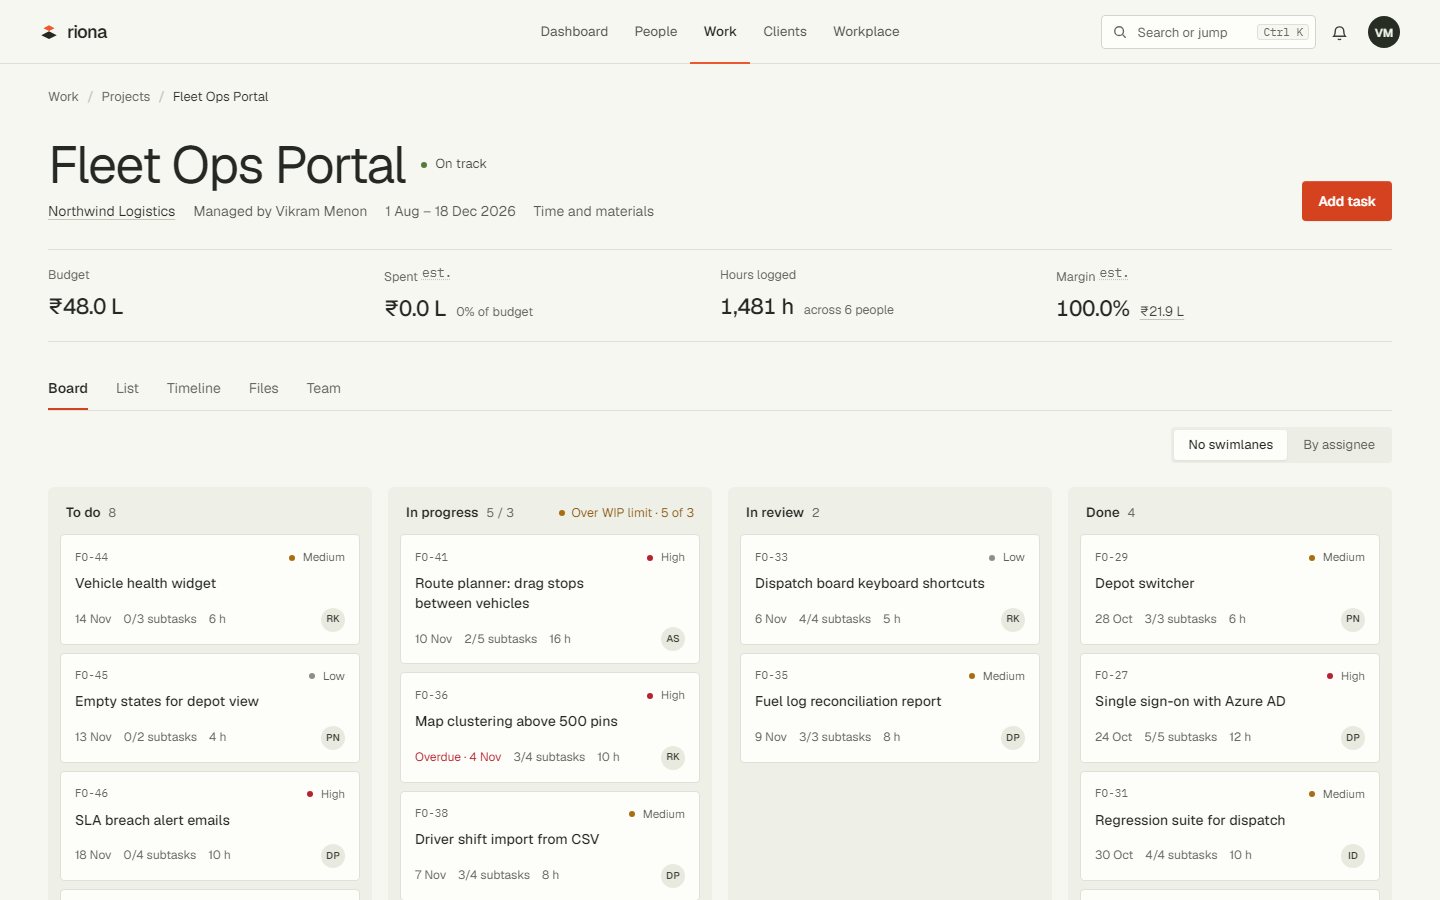 riona
Dashboard People Work Clients Workplace
Search or jump Ctrl K
VM
Work / Projects / Fleet Ops Portal
Fleet Ops Portal
On track
Northwind Logistics Managed by Vikram Menon 1 Aug – 18 Dec 2026 Time and materials
Add task
Budget
₹48.0 L
Spent est.
₹0.0 L 0% of budget
Hours logged
1,481 h across 6 people
Margin est.
100.0% ₹21.9 L
Board List Timeline Files Team
No swimlanes By assignee
To do 8
FO-44 Medium
Vehicle health widget
14 Nov 0/3 subtasks 6 h RK
FO-45 Low
Empty states for depot view
13 Nov 0/2 subtasks 4 h PN
FO-46 High
SLA breach alert emails
18 Nov 0/4 subtasks 10 h DP
In progress 5 / 3 Over WIP limit · 5 of 3
FO-41 High
Route planner: drag stops
between vehicles
10 Nov 2/5 subtasks 16 h AS
FO-36 High
Map clustering above 500 pins
Overdue · 4 Nov 3/4 subtasks 10 h RK
FO-38 Medium
Driver shift import from CSV
7 Nov 3/4 subtasks 8 h DP
In review 2
FO-33 Low
Dispatch board keyboard shortcuts
6 Nov 4/4 subtasks 5 h RK
FO-35 Medium
Fuel log reconciliation report
9 Nov 3/3 subtasks 8 h DP
Done 4
FO-29 Medium
Depot switcher
28 Oct 3/3 subtasks 6 h PN
FO-27 High
Single sign-on with Azure AD
24 Oct 5/5 subtasks 12 h DP
FO-31 Medium
Regression suite for dispatch
30 Oct 4/4 subtasks 10 h ID